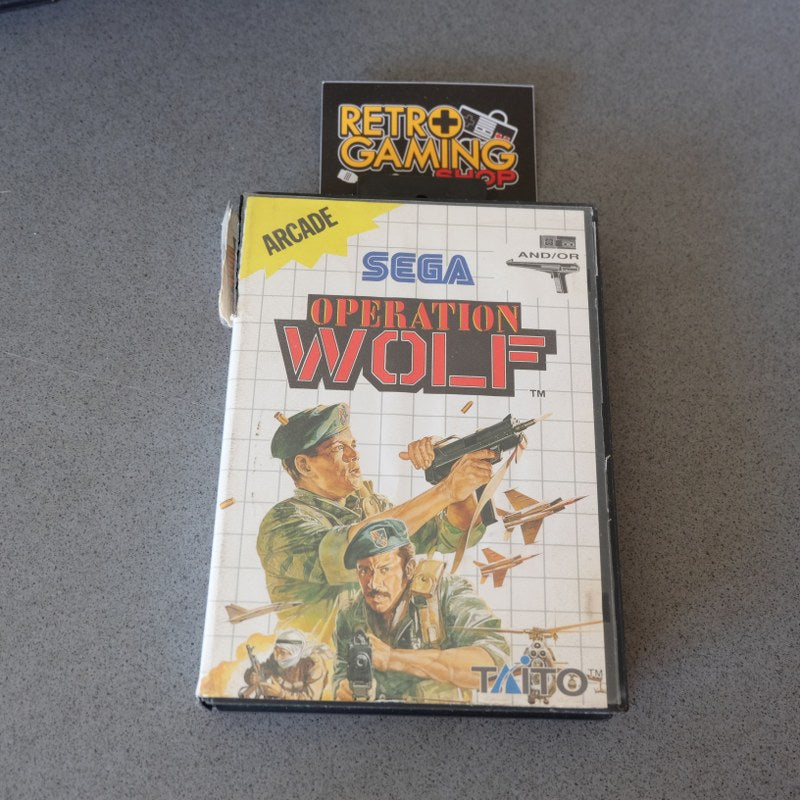 RETRO
GAMING
SHOP
ARCADE
SEGA
AND/OR
OPERATION
WOLF
TM
TAITO TM